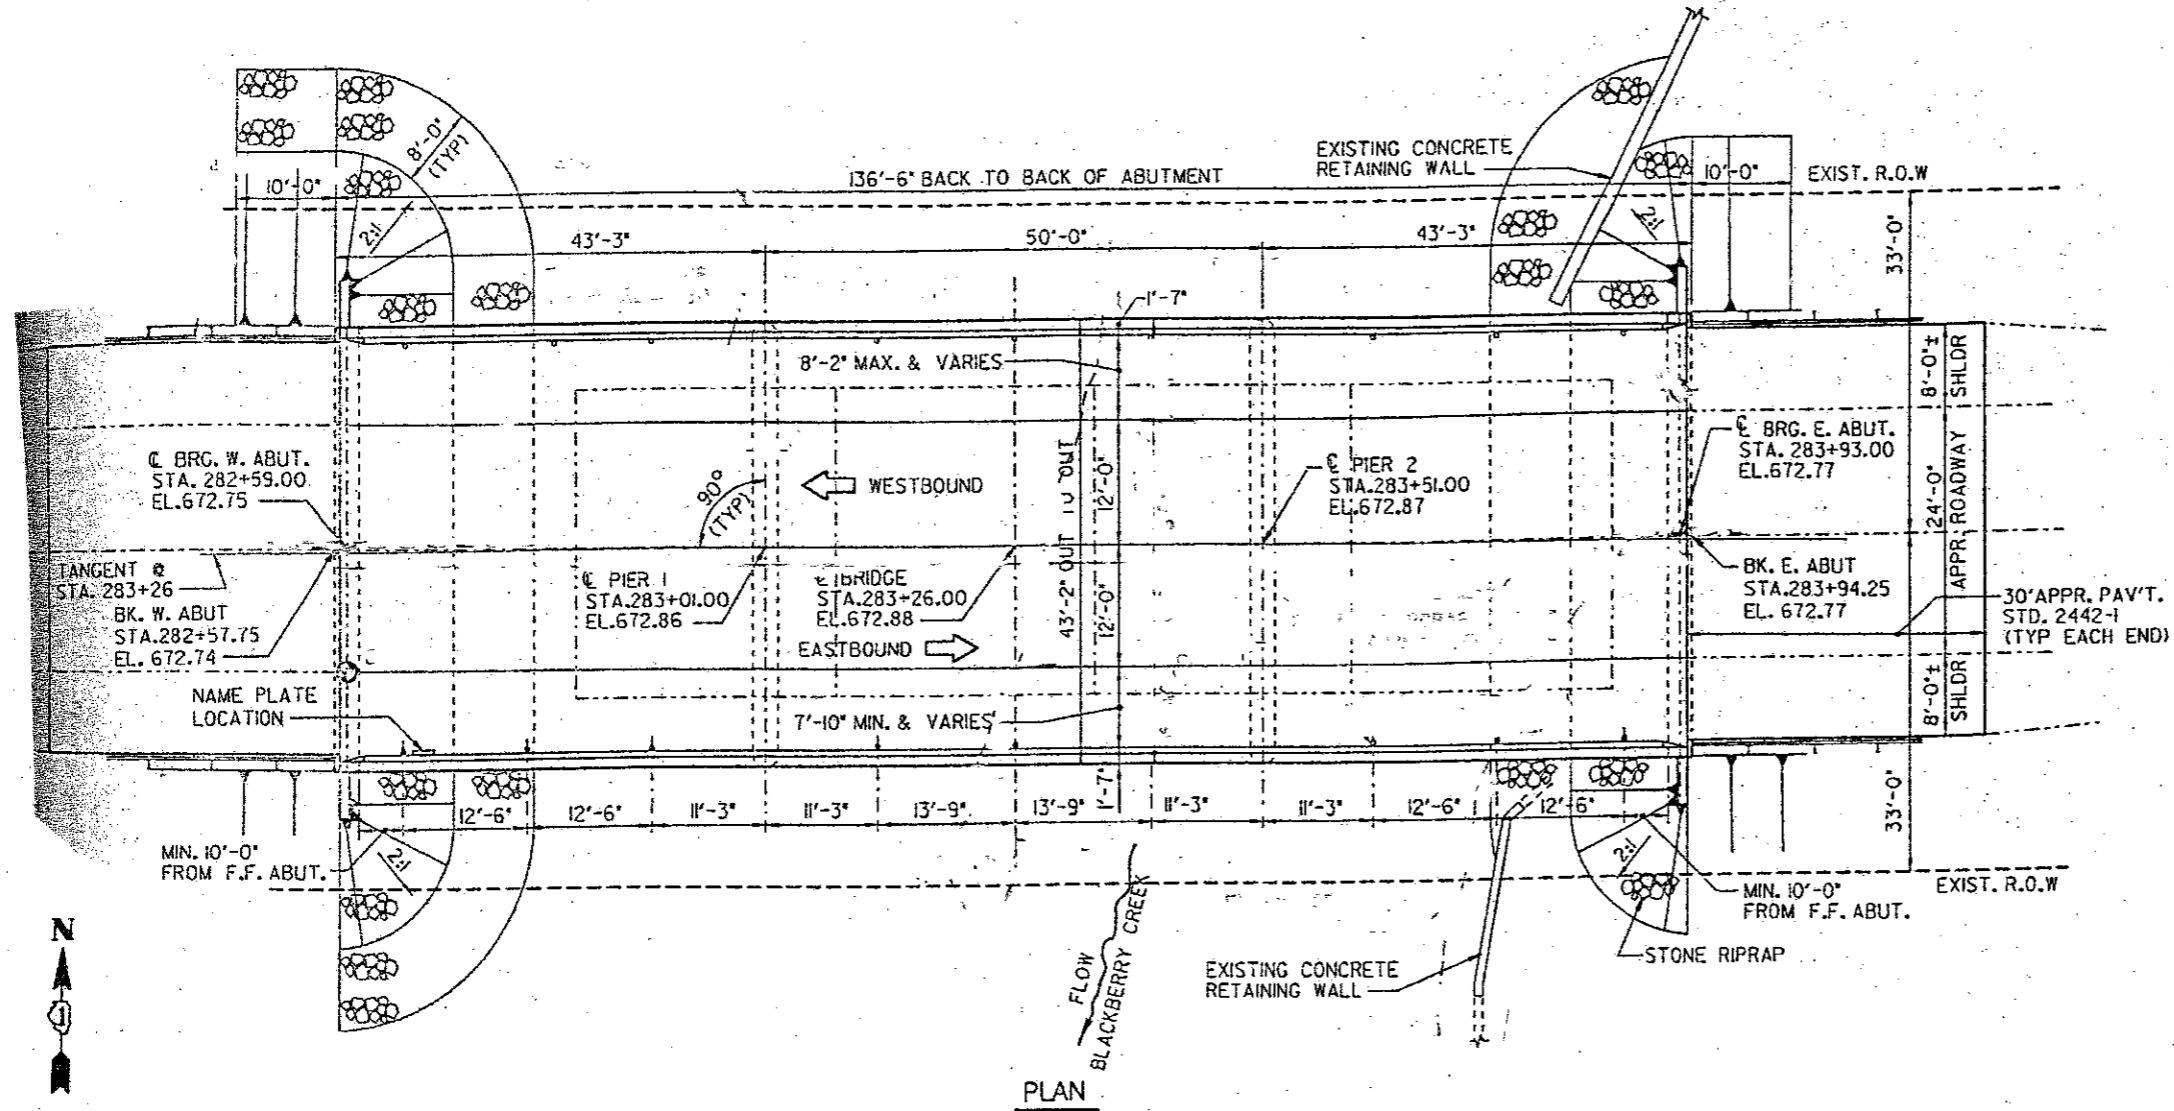 8'-0"
(TYP)
10'-0"
136'-6" BACK TO BACK OF ABUTMENT
EXISTING CONCRETE
RETAINING WALL
10'-0"
EXIST. R.O.W
2:1
2:1
43'-3"
50'-0"
43'-3"
33'-0"
1'-7"
8'-2" MAX. & VARIES
8'-0"±
SHLDR
℄ BRG. W. ABUT.
STA. 282+59.00
EL.672.75
90°
(TYP)
WESTBOUND
43'-2" OUT TO OUT
12'-0"
℄ PIER 2
STA.283+51.00
EL.672.87
℄ BRG. E. ABUT.
STA. 283+93.00
EL.672.77
24'-0"
APPR. ROADWAY
TANGENT ℄
STA. 283+26
BK. W. ABUT
STA.282+57.75
EL. 672.74
℄ PIER 1
STA.283+01.00
EL.672.86
℄ BRIDGE
STA.283+26.00
EL.672.88
12'-0"
BK. E. ABUT
STA.283+94.25
EL. 672.77
30' APPR. PAV'T.
STD. 2442-1
(TYP EACH END)
EASTBOUND
NAME PLATE
LOCATION
7'-10" MIN. & VARIES
8'-0"±
SHLDR
1'-7"
12'-6"
12'-6"
11'-3"
11'-3"
13'-9"
13'-9"
11'-3"
11'-3"
12'-6"
12'-6"
33'-0"
MIN. 10'-0"
FROM F.F. ABUT.
2:1
2:1
MIN. 10'-0"
FROM F.F. ABUT.
EXIST. R.O.W
STONE RIPRAP
EXISTING CONCRETE
RETAINING WALL
FLOW
BLACKBERRY CREEK
N
PLAN